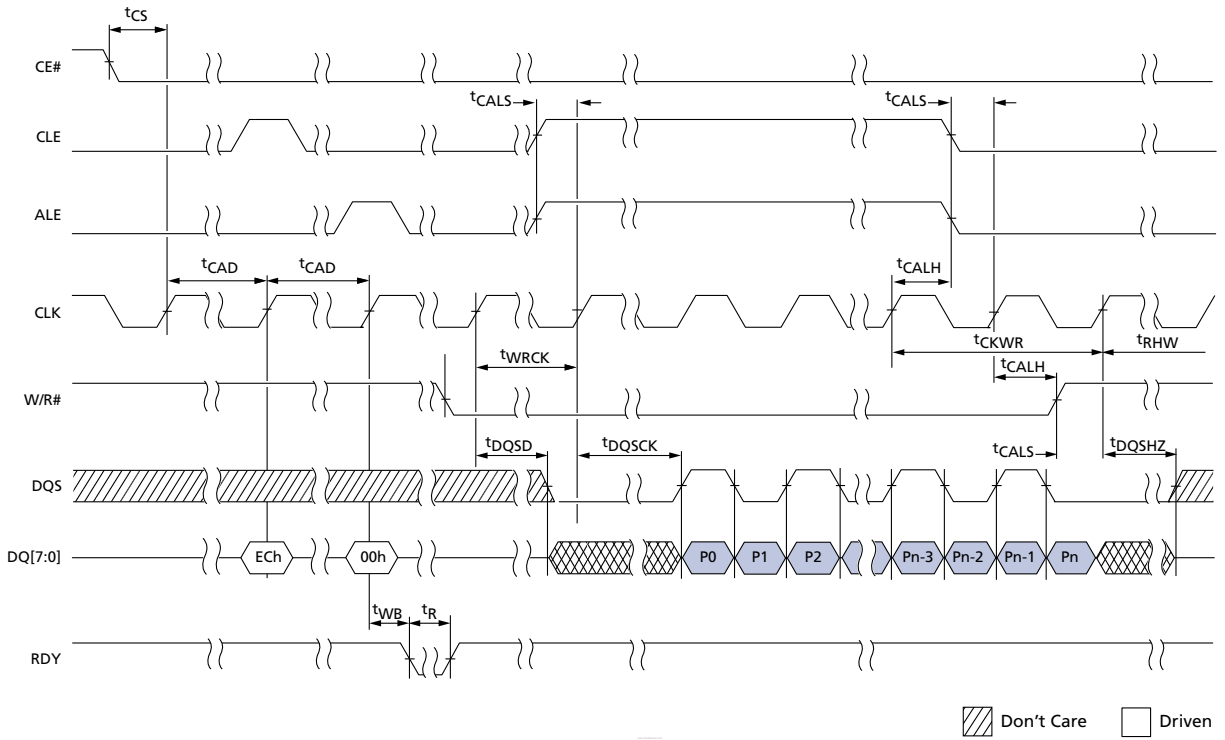 tCS
CE#
tCALS
tCALS
CLE
ALE
tCAD
tCAD
tCALH
CLK
tWRCK
tCKWR
tRHW
tCALH
W/R#
tDQSD
tDQSCK
tCALS
tDQSHZ
DQS
DQ[7:0]
ECh
00h
P0
P1
P2
Pn-3
Pn-2
Pn-1
Pn
tWB
tR
RDY
Don't Care
Driven